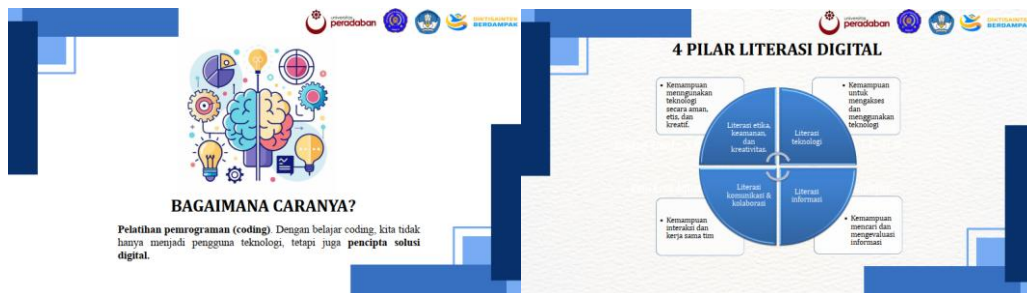 universitas
peradaban
DIKTISAINTEK
BERDAMPAK
BAGAIMANA CARANYA?
Pelatihan pemrograman (coding). Dengan belajar coding, kita tidak
hanya menjadi pengguna teknologi, tetapi juga pencipta solusi
digital.
universitas
peradaban
DIKTISAINTEK
BERDAMPAK
4 PILAR LITERASI DIGITAL
• Kemampuan
menggunakan
teknologi
secara aman,
etis, dan
kreatif.
• Kemampuan
untuk
mengakses
dan
menggunakan
teknologi
Literasi etika,
keamanan,
dan
kreativitas.
Literasi
teknologi
Literasi
komunikasi &
kolaborasi
Literasi
informasi
• Kemampuan
interaksi dan
kerja sama tim
• Kemampuan
mencari dan
mengevaluasi
informasi